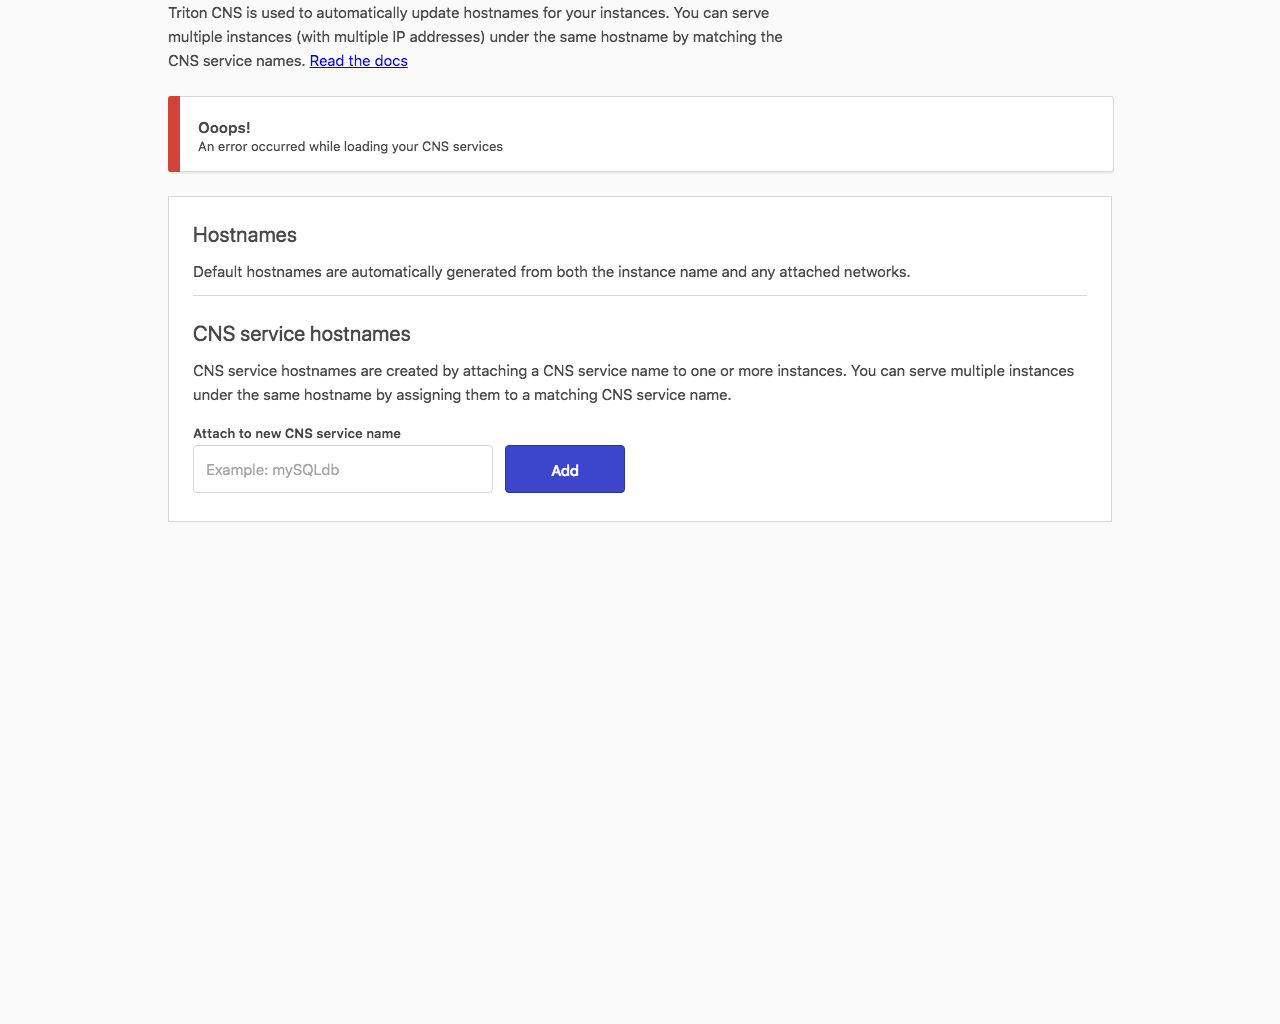 Triton CNS is used to automatically update hostnames for your instances. You can serve
multiple instances (with multiple IP addresses) under the same hostname by matching the
CNS service names. Read the docs
Ooops!
An error occurred while loading your CNS services
Hostnames
Default hostnames are automatically generated from both the instance name and any attached networks.
CNS service hostnames
CNS service hostnames are created by attaching a CNS service name to one or more instances. You can serve multiple instances
under the same hostname by assigning them to a matching CNS service name.
Attach to new CNS service name
Example: mySQLdb
Add